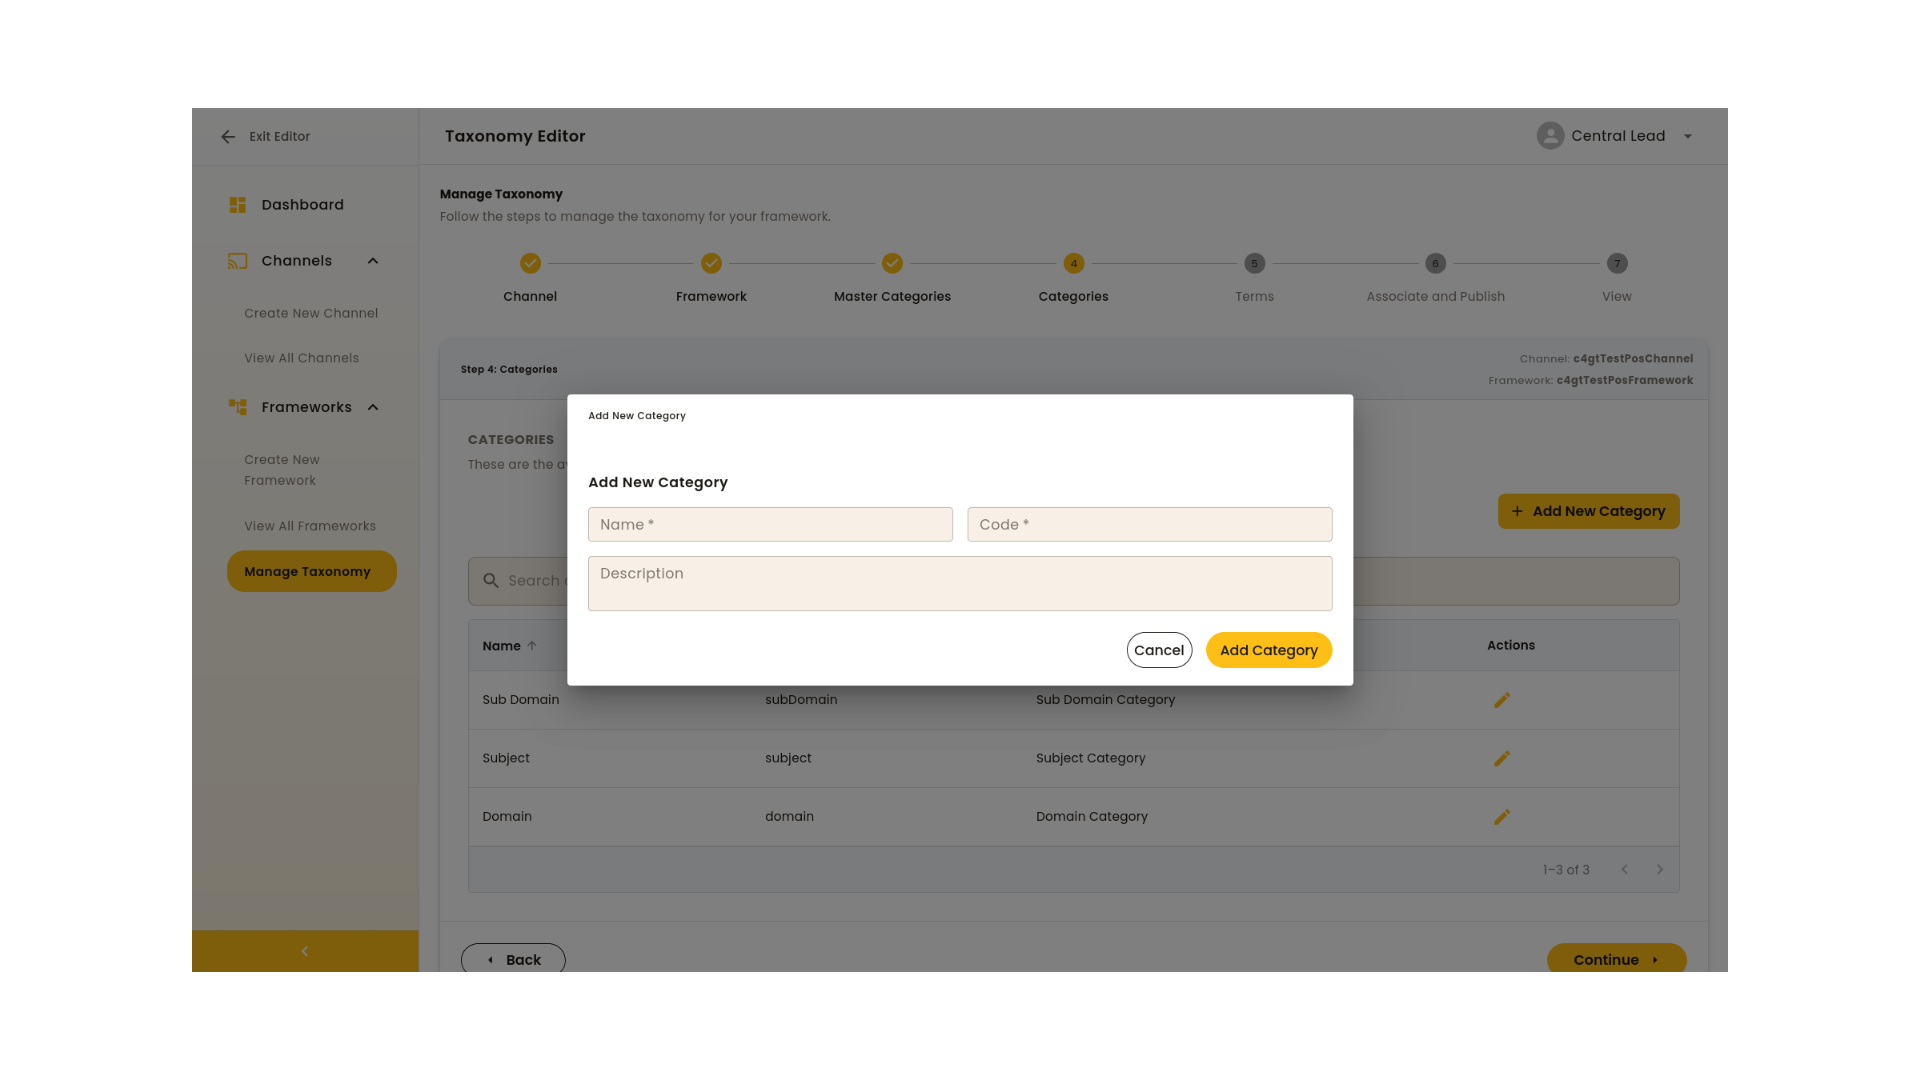 Exit Editor
Taxonomy Editor
Central Lead
Dashboard
Channels
Create New Channel
View All Channels
Frameworks
Create New
Framework
View All Frameworks
Manage Taxonomy
Manage Taxonomy
Follow the steps to manage the taxonomy for your framework.
4
5
6
7
Channel
Framework
Master Categories
Categories
Terms
Associate and Publish
View
Step 4: Categories
Channel: c4gtTestPosChannel
Framework: c4gtTestPosFramework
CATEGORIES
These are the
Add New Category
Search
Add New Category
Add New Category
Name *
Code *
Description
Cancel
Add Category
Name
Actions
Sub Domain
subDomain
Sub Domain Category
Subject
subject
Subject Category
Domain
domain
Domain Category
1–3 of 3
Back
Continue